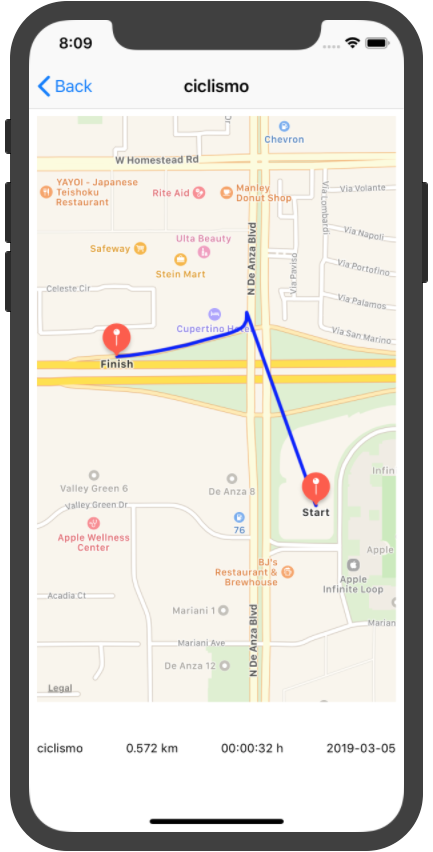 8:09
Back
ciclismo
Chevron
W Homestead Rd
YAYOI - Japanese
Teishoku
Restaurant
Rite Aid
Manley
Donut Shop
Via Volante
Via Lombardi
N De Anza Blvd
Via Napoli
Ulta Beauty
Safeway
Stein Mart
Via Paviso
Via Portofino
Celeste Cir
Via Palamos
Cupertino Hote
Via San Marino
Finish
Infin
Valley Green 6
De Anza 8
Valley Green Dr
Start
76
Apple Wellness
Center
Apple
BJ's
Restaurant &
Brewhouse
Apple
Infinite Loop
Acadia Ct
Mariani 1
N De Anza Blvd
Marian
Mariani Ave
De Anza 12
Legal
ciclismo 0.572 km 00:00:32 h 2019-03-05